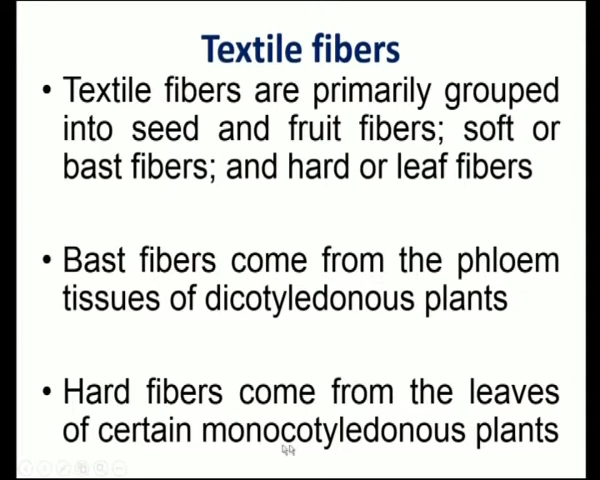 Textile fibers
• Textile fibers are primarily grouped
into seed and fruit fibers; soft or
bast fibers; and hard or leaf fibers
• Bast fibers come from the phloem
tissues of dicotyledonous plants
• Hard fibers come from the leaves
of certain monocotyledonous plants